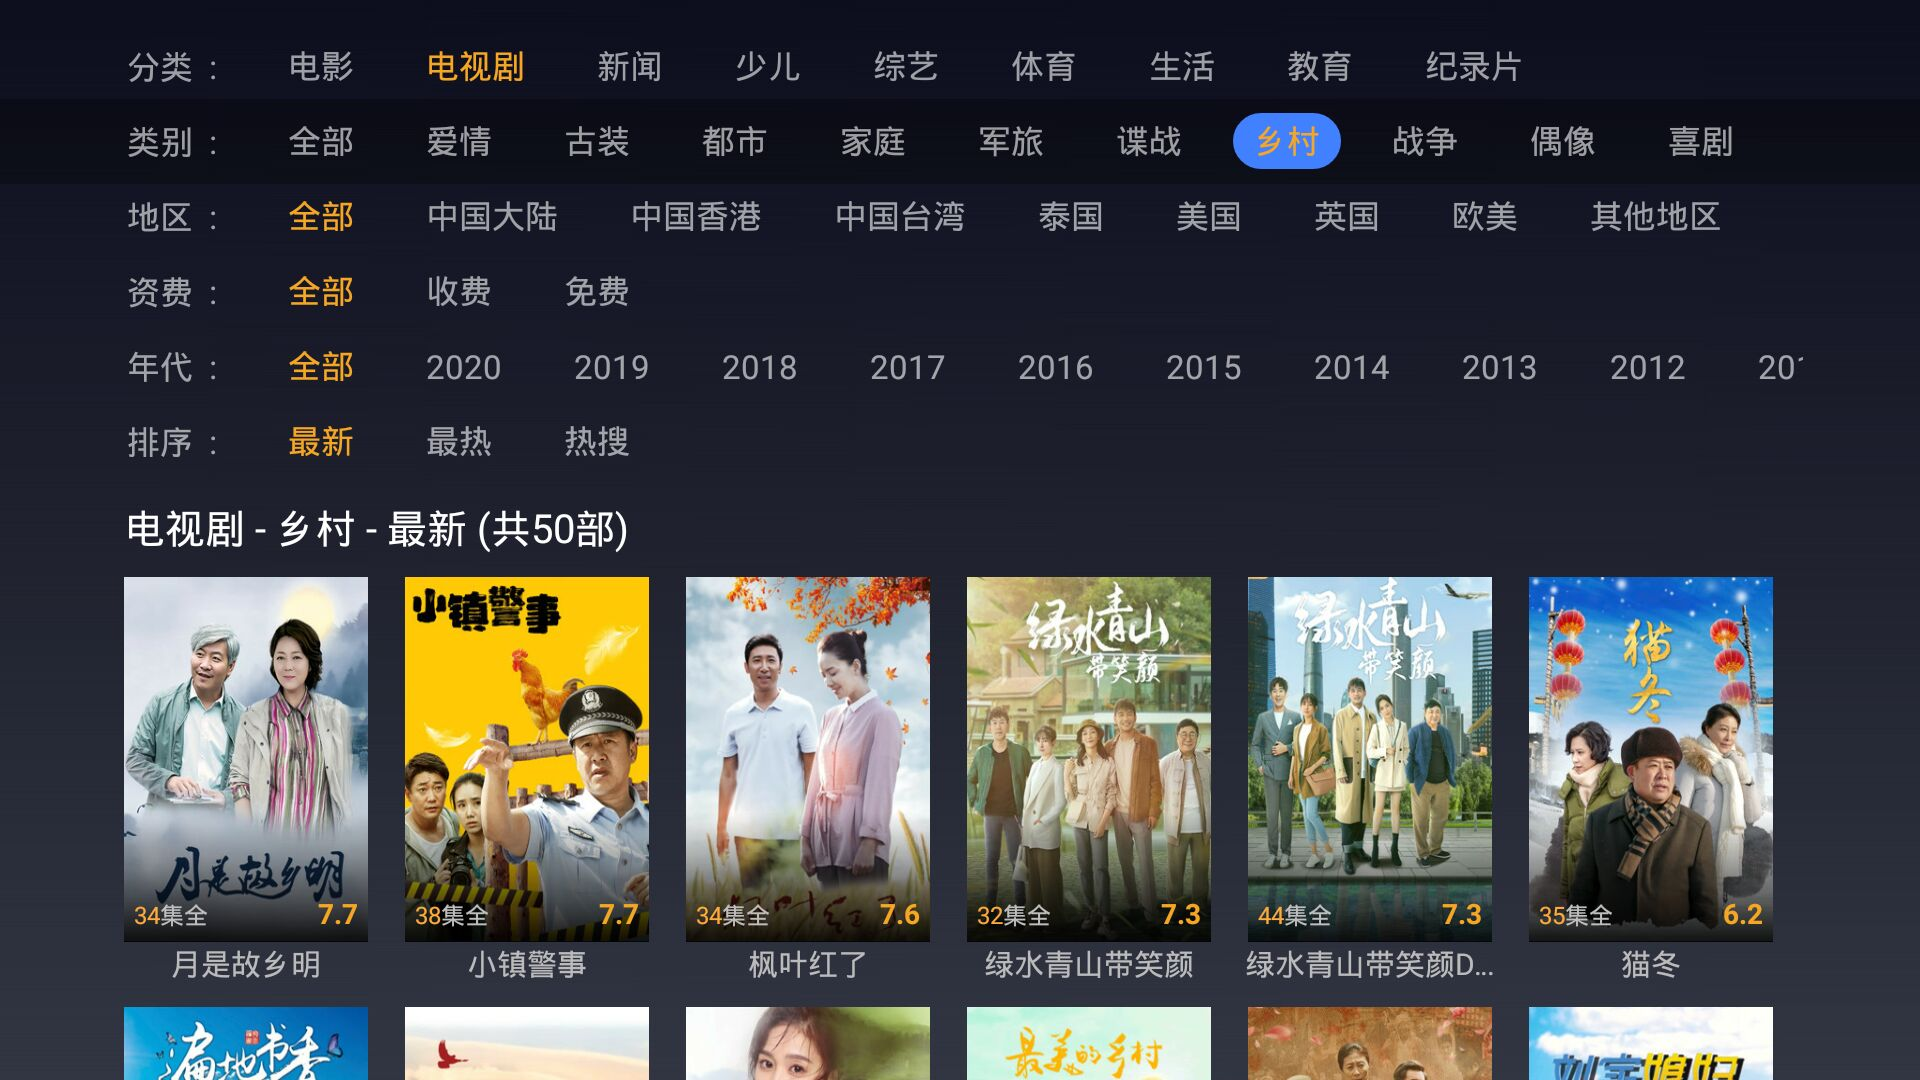 分类 : 电影 电视剧 新闻 少儿 综艺 体育 生活 教育 纪录片
类别 : 全部 爱情 古装 都市 家庭 军旅 谍战 乡村 战争 偶像 喜剧
地区 : 全部 中国大陆 中国香港 中国台湾 泰国 美国 英国 欧美 其他地区
资费 : 全部 收费 免费
年代 : 全部 2020 2019 2018 2017 2016 2015 2014 2013 2012 201
排序 : 最新 最热 热搜
电视剧 - 乡村 - 最新 (共50部)
月是故乡明
34集全 7.7
月是故乡明
小镇警事
38集全 7.7
小镇警事
34集全 7.6
枫叶红了
绿水青山
带笑颜
32集全 7.3
绿水青山带笑颜
绿水青山
带笑颜
44集全 7.3
绿水青山带笑颜D...
猫冬
35集全 6.2
猫冬
遍地书香
最美的乡村
刘家媳妇